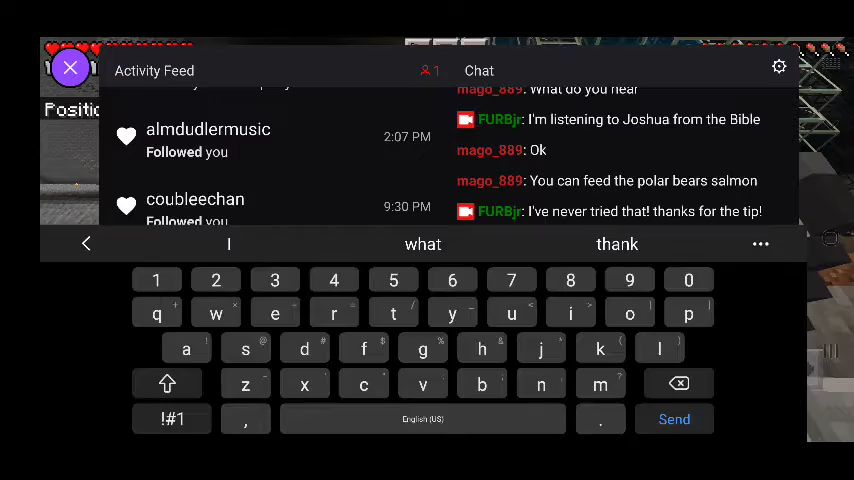 Activity Feed
1
Chat
mago_889: What do you hear
almdudlermusic
Followed you
2:07 PM
FURBjr: I'm listening to Joshua from the Bible
mago_889: Ok
mago_889: You can feed the polar bears salmon
coubleechan
Followed you
9:30 PM
FURBjr: I've never tried that! thanks for the tip!
Positio
I what thank
1 2 3 4 5 6 7 8 9 0
q w e r t y u i o p
a s d f g h j k l
z x c v b n m
!#1 , English (US) . Send